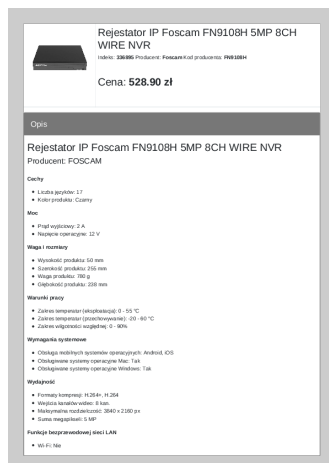 Rejestator IP Foscam FN9108H 5MP 8CH
WIRE NVR
Indeks: 336895 Producent: Foscam Kod producenta: FN9108H
Cena: 528.90 zł
Opis
Rejestator IP Foscam FN9108H 5MP 8CH WIRE NVR
Producent: FOSCAM
Cechy
Liczba języków: 17
Kolor produktu: Czarny
Moc
Prąd wyjściowy: 2 A
Napięcie operacyjne: 12 V
Waga i rozmiary
Wysokość produktu: 50 mm
Szerokość produktu: 255 mm
Waga produktu: 780 g
Głębokość produktu: 238 mm
Warunki pracy
Zakres temperatur (eksploatacja): 0 - 55 °C
Zakres temperatur (przechowywanie): -20 - 60 °C
Zakres wilgotności względnej: 0 - 90%
Wymagania systemowe
Obsługa mobilnych systemów operacyjnych: Android, iOS
Obsługiwane systemy operacyjne Mac: Tak
Obsługiwane systemy operacyjne Windows: Tak
Wydajność
Formaty kompresji: H.264+, H.264
Wejścia kanałów wideo: 8 kan.
Maksymalna rozdzielczość: 3840 x 2160 px
Suma megapikseli: 5 MP
Funkcje bezprzewodowej sieci LAN
Wi-Fi: Nie